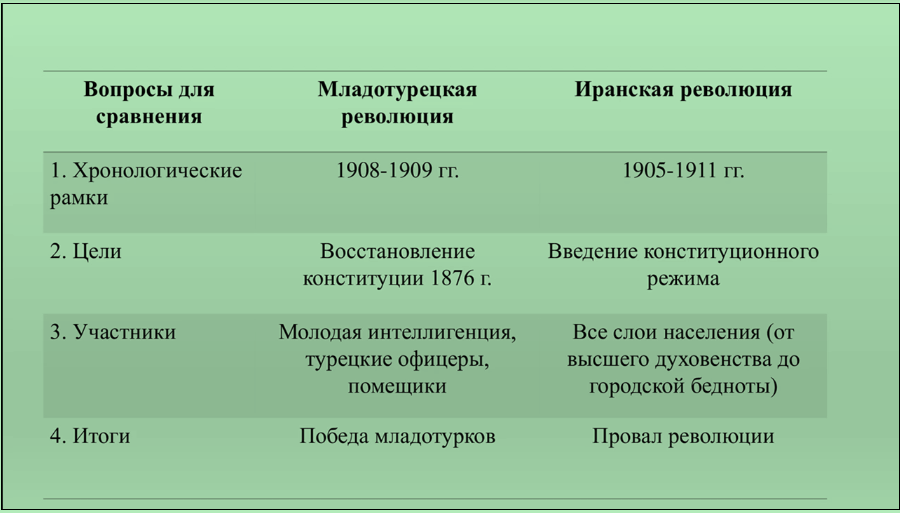 Вопросы для
сравнения
Младотурецкая
революция
Иранская революция
1. Хронологические
рамки
1908-1909 гг.
1905-1911 гг.
2. Цели
Восстановление
конституции 1876 г.
Введение конституционного
режима
3. Участники
Молодая интеллигенция,
турецкие офицеры,
помещики
Все слои населения (от
высшего духовенства до
городской бедноты)
4. Итоги
Победа младотурков
Провал революции